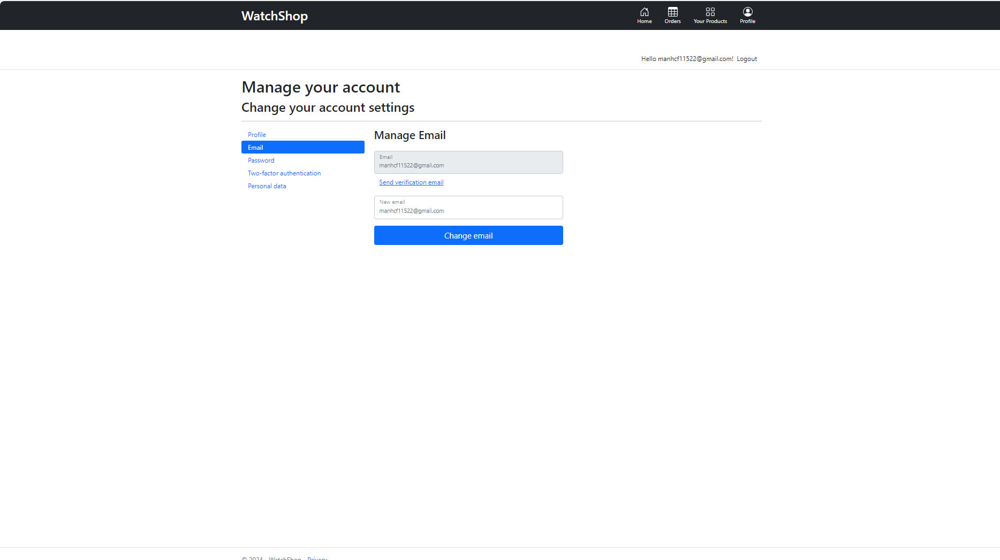 WatchShop
Home Orders Your Products Profile
Hello manhcf11522@gmail.com! Logout
Manage your account
Change your account settings
Profile
Email
Password
Two-factor authentication
Personal data
Manage Email
Email
manhcf11522@gmail.com
Send verification email
New email
manhcf11522@gmail.com
Change email
© 2024 - WatchShop - Privacy